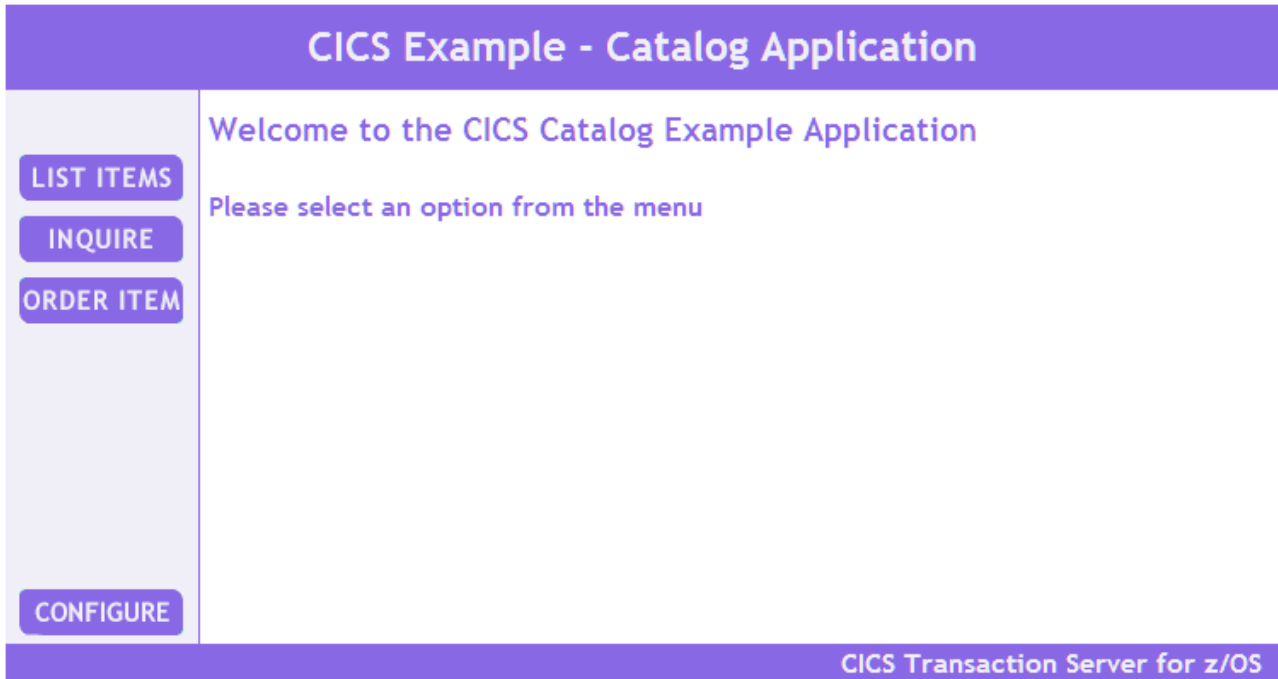 CICS Example - Catalog Application
Welcome to the CICS Catalog Example Application
LIST ITEMS
Please select an option from the menu
INQUIRE
ORDER ITEM
CONFIGURE
CICS Transaction Server for z/OS